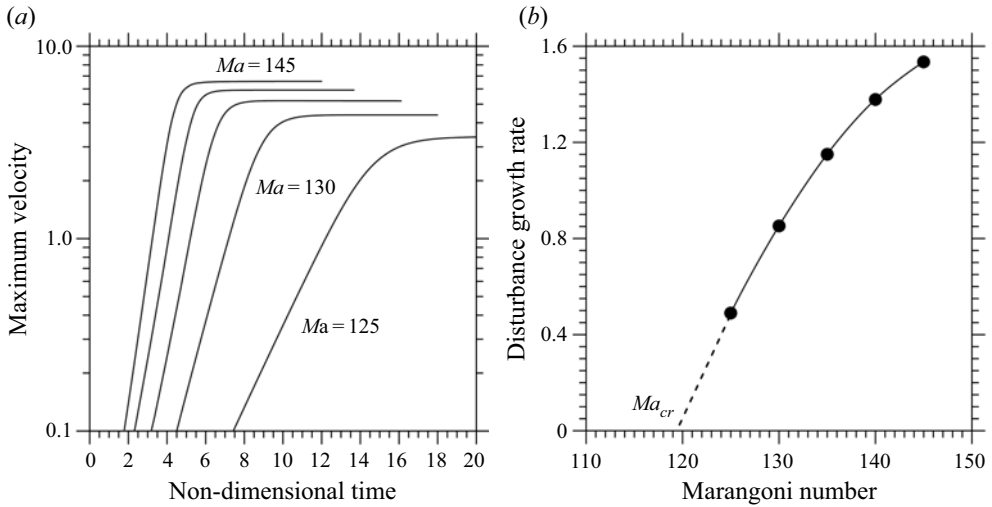 (a)
10.0
1.0
0.1
Maximum velocity
Ma = 145
Ma = 130
Ma = 125
0 2 4 6 8 10 12 14 16 18 20
Non-dimensional time
(b)
1.6
1.2
0.8
0.4
0
Disturbance growth rate
Ma_cr
110 120 130 140 150
Marangoni number